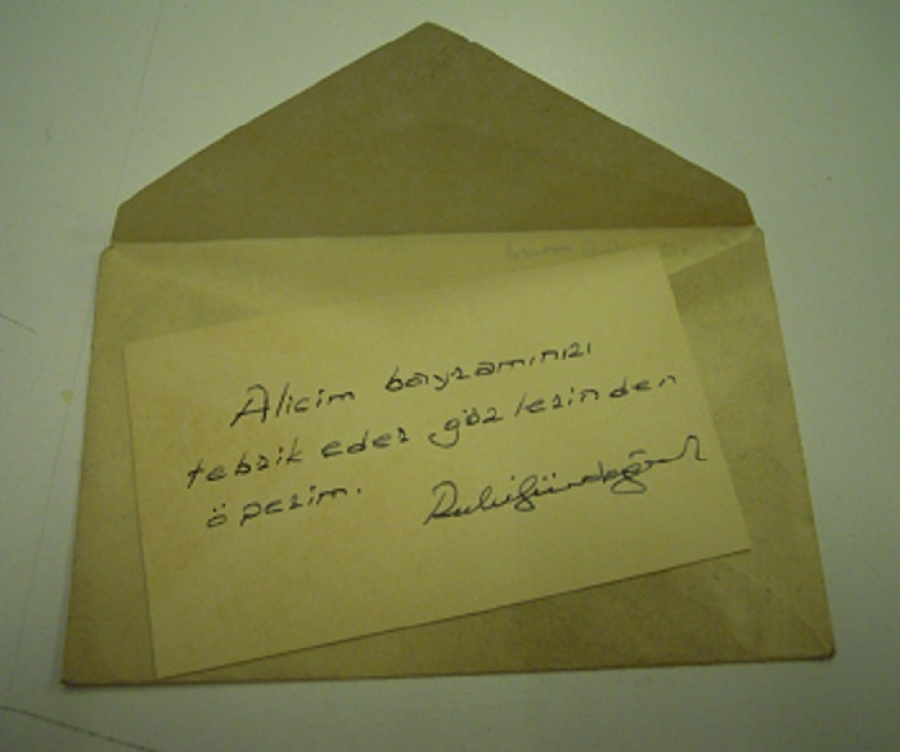 Alicim bayramınızı
tebrik eder gözlerinden
öperim.